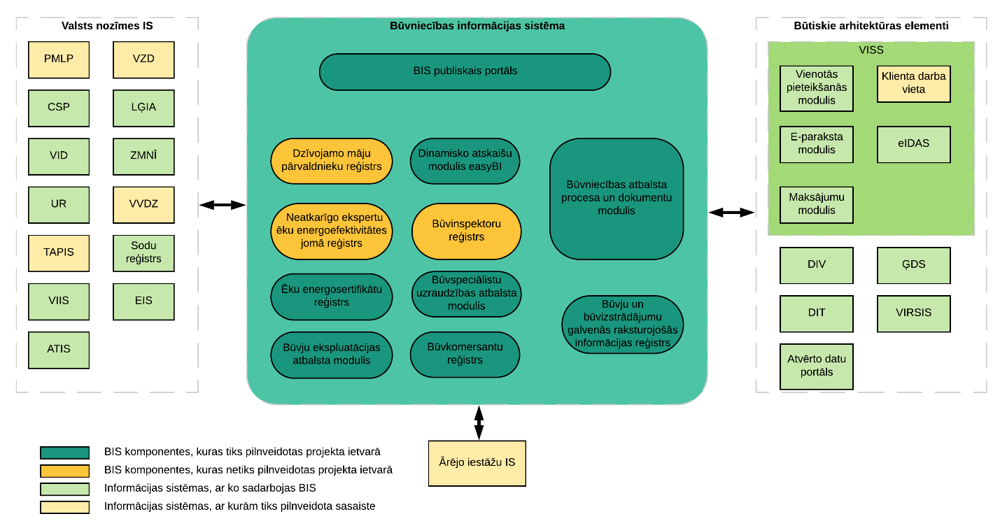 Valsts nozīmes IS
PMLP
VZD
CSP
LĢIA
VID
ZMNĪ
UR
VVDZ
TAPIS
Sodu
reģistrs
VIIS
EIS
ATIS
Būvniecības informācijas sistēma
BIS publiskais portāls
Dzīvojamo māju
pārvaldnieku reģistrs
Dinamisko atskaišu
modulis easyBI
Būvniecības atbalsta
procesa un dokumentu
modulis
Neatkarīgo ekspertu
ēku energoefektivitātes
jomā reģistrs
Būvinspektoru
reģistrs
Ēku energosertifikātu
reģistrs
Būvspeciālistu
uzraudzības atbalsta
modulis
Būvju un
būvizstrādājumu
galvenās raksturojošās
informācijas reģistrs
Būvju ekspluatācijas
atbalsta modulis
Būvkomersantu
reģistrs
Būtiskie arhitektūras elementi
VISS
Vienotās
pieteikšanās
modulis
Klienta darba
vieta
E-paraksta
modulis
eIDAS
Maksājumu
modulis
DIV
ĢDS
DIT
VIRSIS
Atvērto datu
portāls
Ārējo iestāžu IS
BIS komponentes, kuras tiks pilnveidotas projekta ietvarā
BIS komponentes, kuras netiks pilnveidotas projekta ietvarā
Informācijas sistēmas, ar ko sadarbojas BIS
Informācijas sistēmas, ar kurām tiks pilnveidota sasaiste